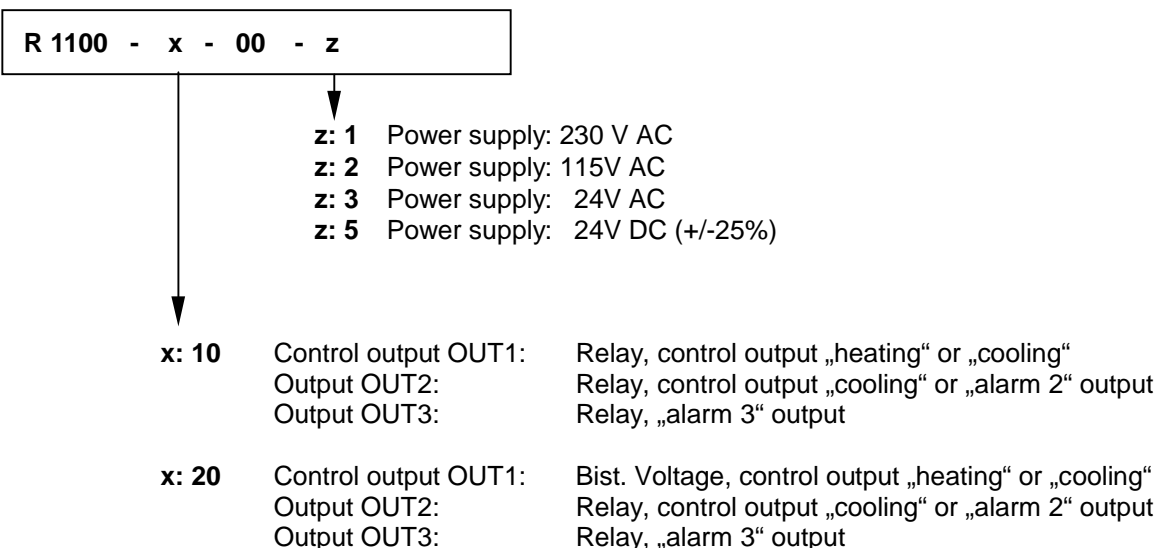 R 1100 - x - 00 - z
z: 1 Power supply: 230 V AC
z: 2 Power supply: 115V AC
z: 3 Power supply: 24V AC
z: 5 Power supply: 24V DC (+/-25%)
x: 10 Control output OUT1: Relay, control output „heating“ or „cooling“
Output OUT2: Relay, control output „cooling“ or „alarm 2“ output
Output OUT3: Relay, „alarm 3“ output
x: 20 Control output OUT1: Bist. Voltage, control output „heating“ or „cooling“
Output OUT2: Relay, control output „cooling“ or „alarm 2“ output
Output OUT3: Relay, „alarm 3“ output